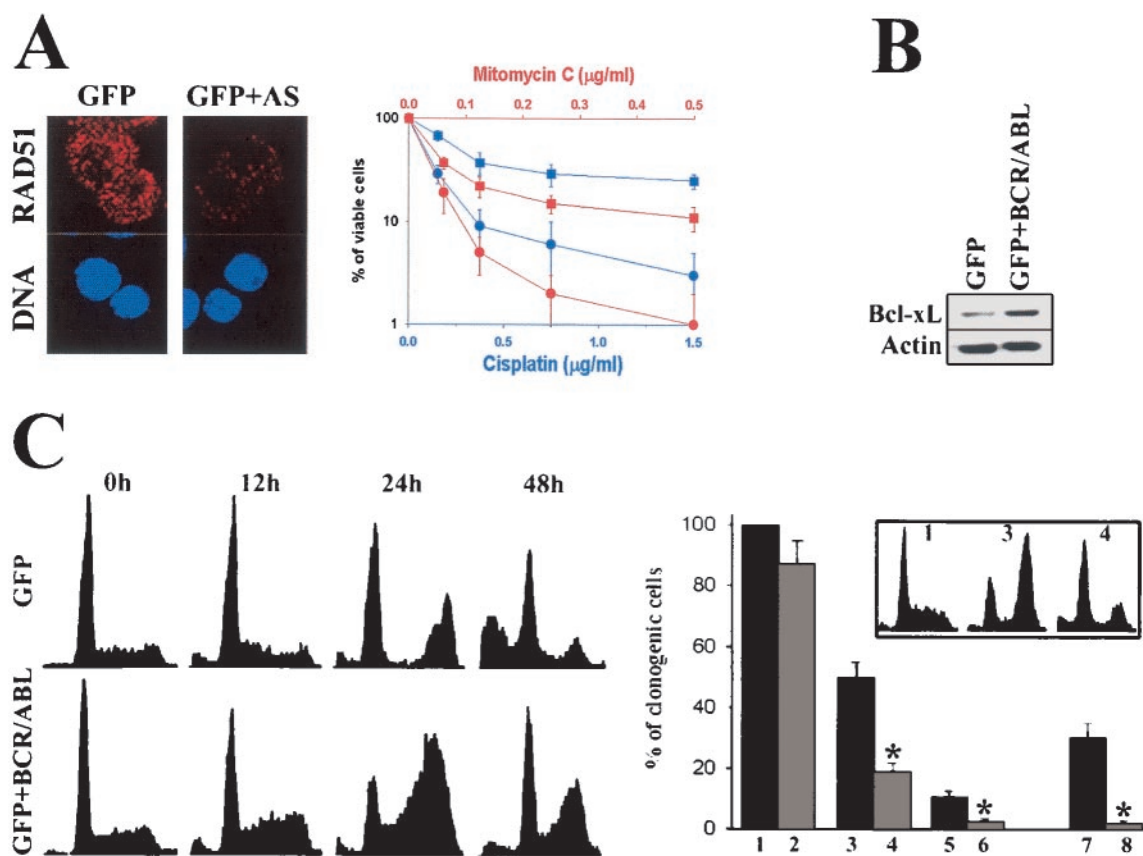 A
GFP
GFP+AS
RAD51
DNA
Mitomycin C (µg/ml)
0.0 0.1 0.2 0.3 0.4 0.5
% of viable cells
100
10
1
0.0 0.5 1.0 1.5
Cisplatin (µg/ml)
B
GFP
GFP+BCR/ABL
Bcl-xL
Actin
C
0h 12h 24h 48h
GFP
GFP+BCR/ABL
% of clonogenic cells
100
80
60
40
20
0
1 3 4
*
*
*
1 2 3 4 5 6 7 8